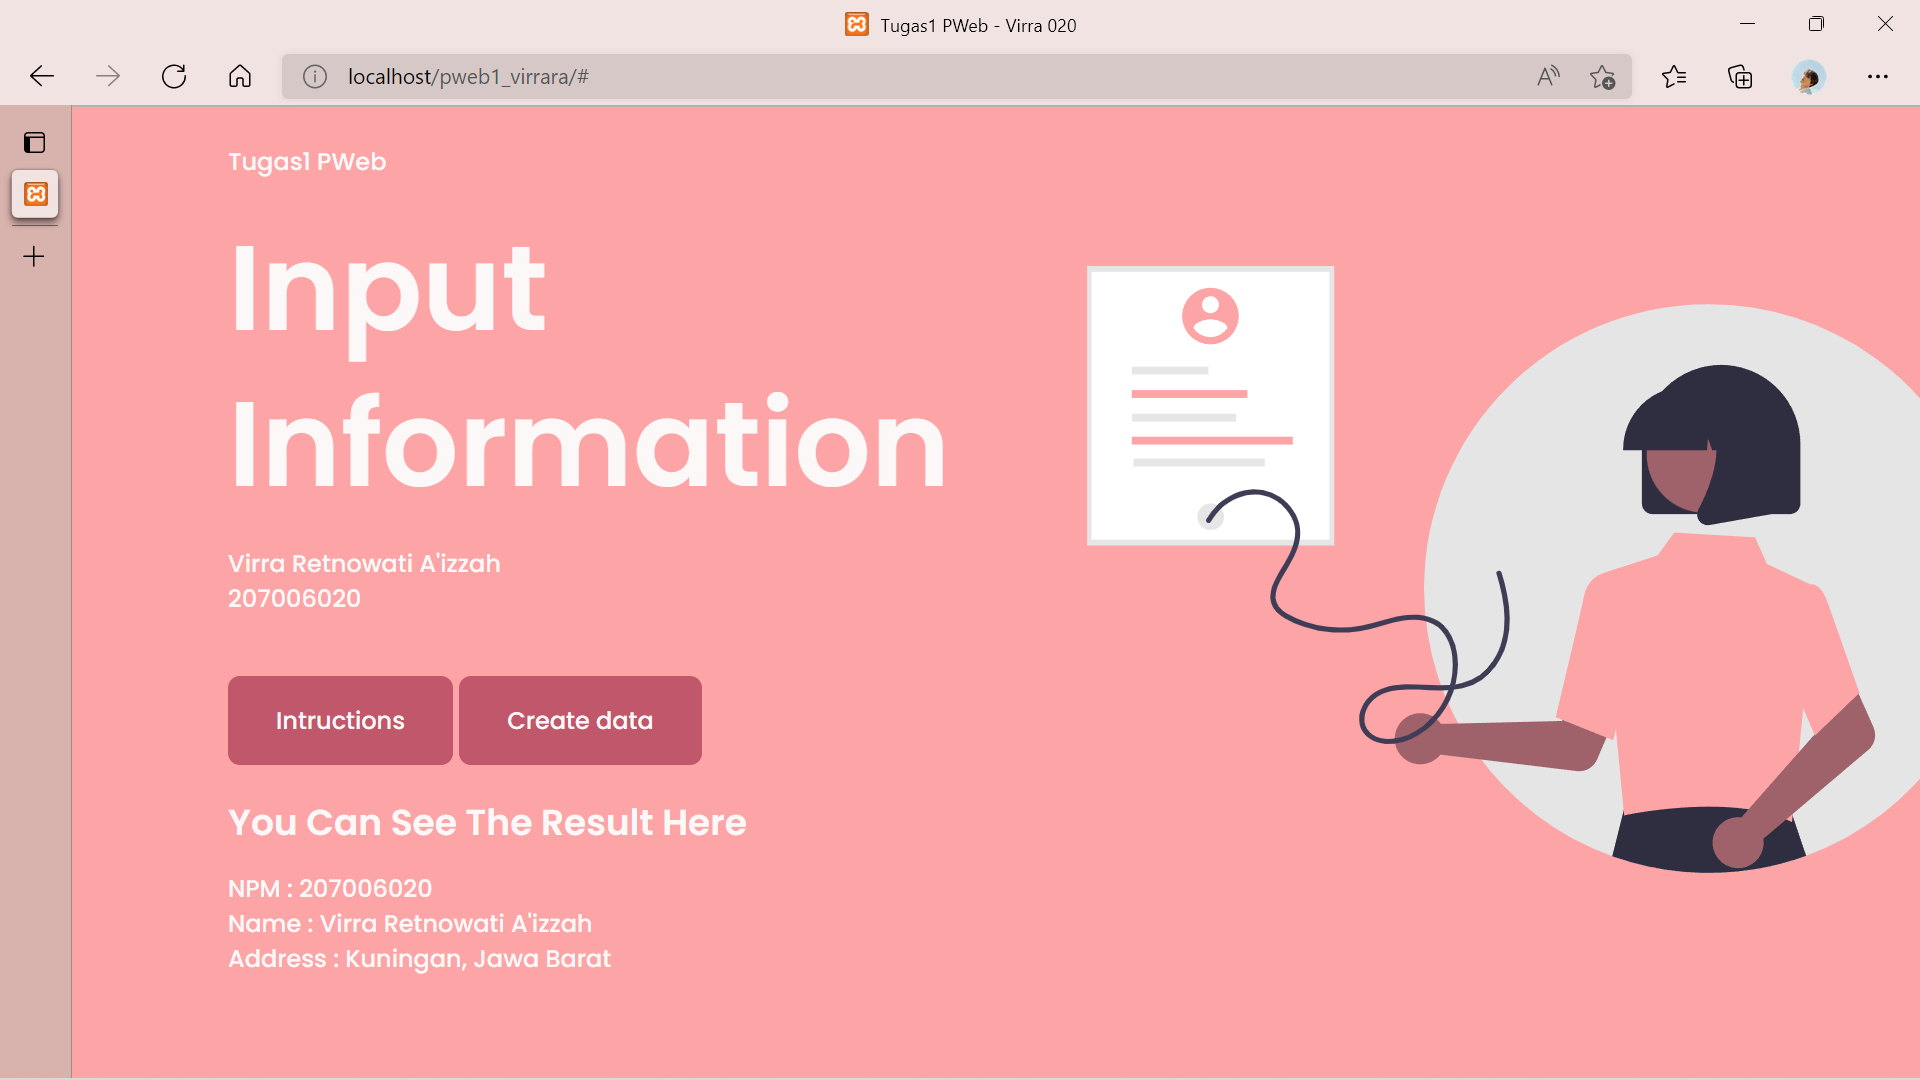 Tugas1 PWeb - Virra 020
localhost/pweb1_virrara/#
Tugas1 PWeb
Input
Information
Virra Retnowati A'izzah
207006020
Intructions
Create data
You Can See The Result Here
NPM : 207006020
Name : Virra Retnowati A'izzah
Address : Kuningan, Jawa Barat